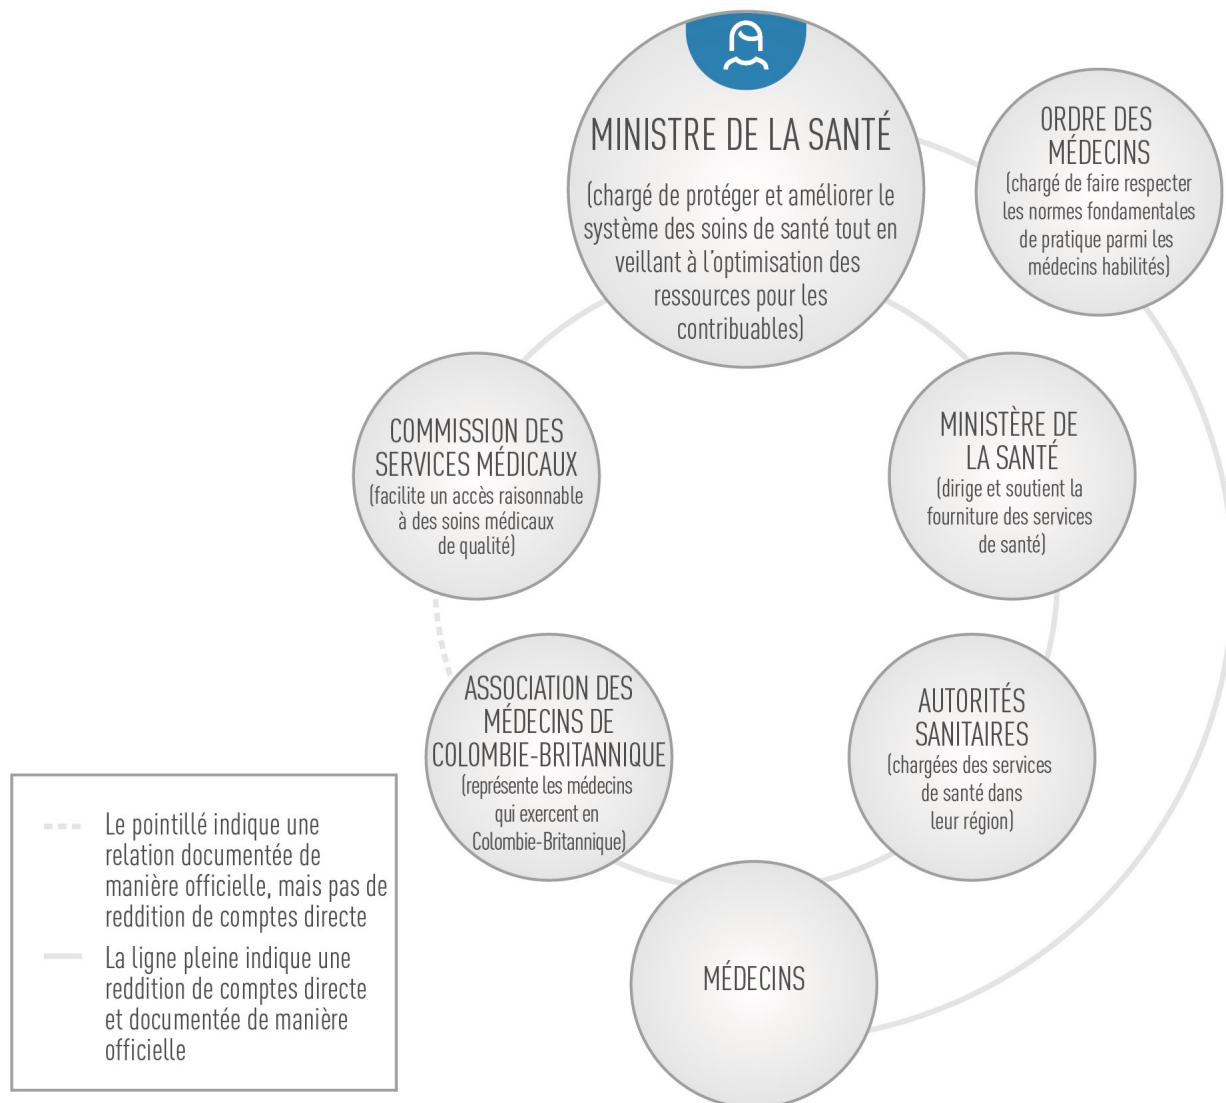 MINISTRE DE LA SANTÉ
(chargé de protéger et améliorer le
système des soins de santé tout en
veillant à l'optimisation des
ressources pour les
contribuables)
ORDRE DES
MÉDECINS
(chargé de faire respecter
les normes fondamentales
de pratique parmi les
médecins habilités)
COMMISSION DES
SERVICES MÉDICAUX
(facilite un accès raisonnable
à des soins médicaux
de qualité)
MINISTÈRE DE
LA SANTÉ
(dirige et soutient la
fourniture des services
de santé)
ASSOCIATION DES
MÉDECINS DE
COLOMBIE-BRITANNIQUE
(représente les médecins
qui exercent en
Colombie-Britannique)
AUTORITÉS
SANITAIRES
(chargées des services
de santé dans
leur région)
MÉDECINS
Le pointillé indique une
relation documentée de
manière officielle, mais pas de
reddition de comptes directe
La ligne pleine indique une
reddition de comptes directe
et documentée de manière
officielle